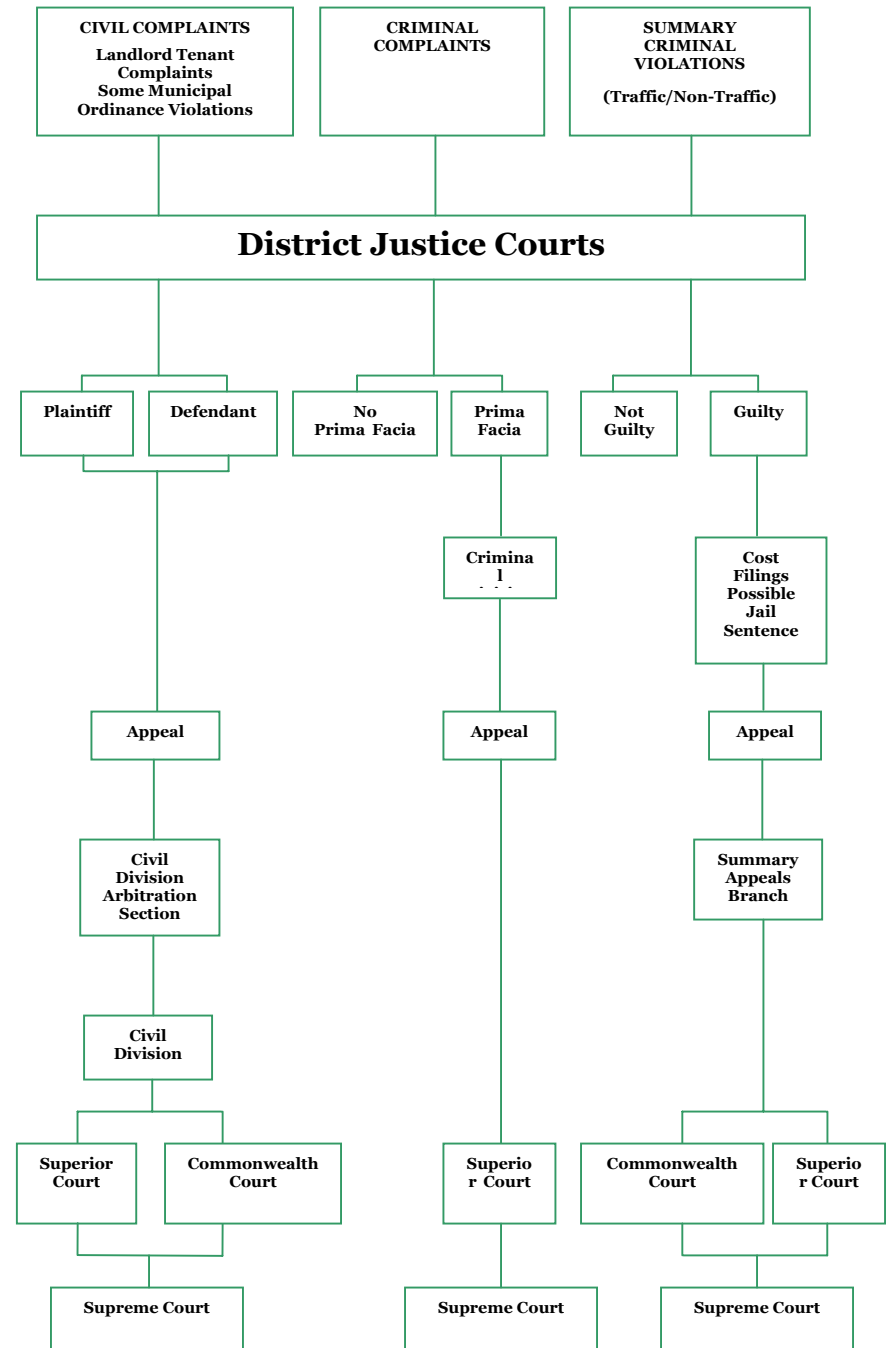 CIVIL COMPLAINTS
Landlord Tenant
Complaints
Some Municipal
Ordinance Violations
CRIMINAL
COMPLAINTS
SUMMARY
CRIMINAL
VIOLATIONS
(Traffic/Non-Traffic)
District Justice Courts
Plaintiff
Defendant
No
Prima Facia
Prima
Facia
Not
Guilty
Guilty
Crimina
l
Cost
Filings
Possible
Jail
Sentence
Appeal
Appeal
Appeal
Civil
Division
Arbitration
Section
Summary
Appeals
Branch
Civil
Division
Superior
Court
Commonwealth
Court
Superio
r Court
Commonwealth
Court
Superio
r Court
Supreme Court
Supreme Court
Supreme Court